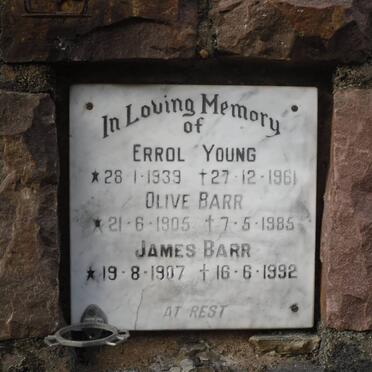 In Loving Memory
of
ERROL YOUNG
★ 28 1·1939 † 27·12·1961
OLIVE BARR
★ 21·6·1905 † 7·5·1985
JAMES BARR
★ 19·8·1907 † 16·6·1992
AT REST